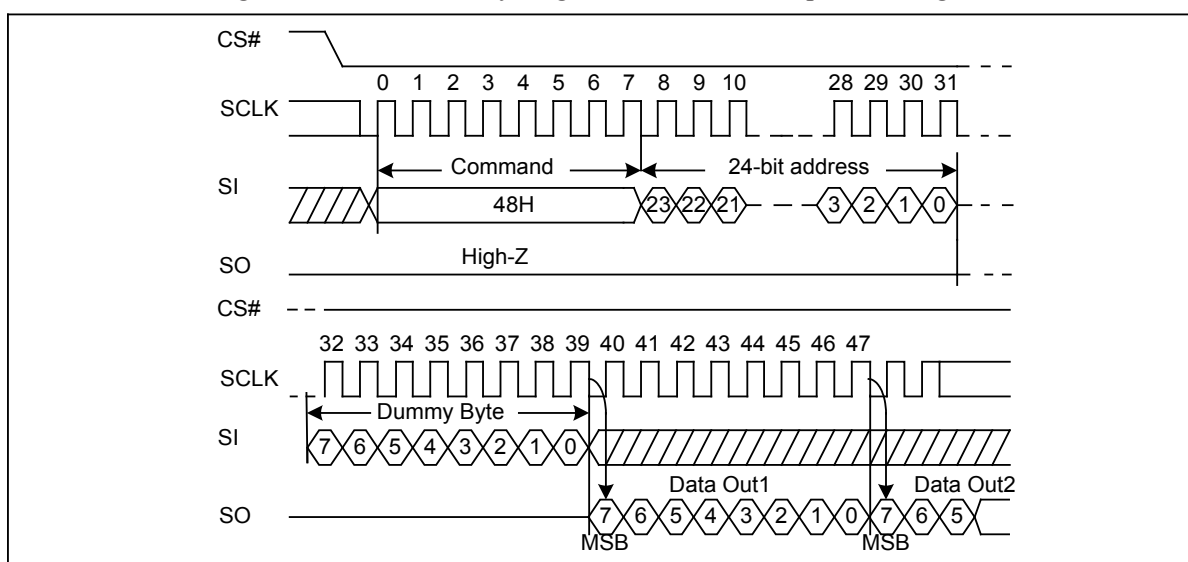 CS#
0 1 2 3 4 5 6 7 8 9 10 28 29 30 31
SCLK
Command 24-bit address
SI
48H 23 22 21 3 2 1 0
High-Z
SO
CS#
32 33 34 35 36 37 38 39 40 41 42 43 44 45 46 47
SCLK
Dummy Byte
SI
7 6 5 4 3 2 1 0
Data Out1 Data Out2
SO
7 6 5 4 3 2 1 0 7 6 5
MSB MSB